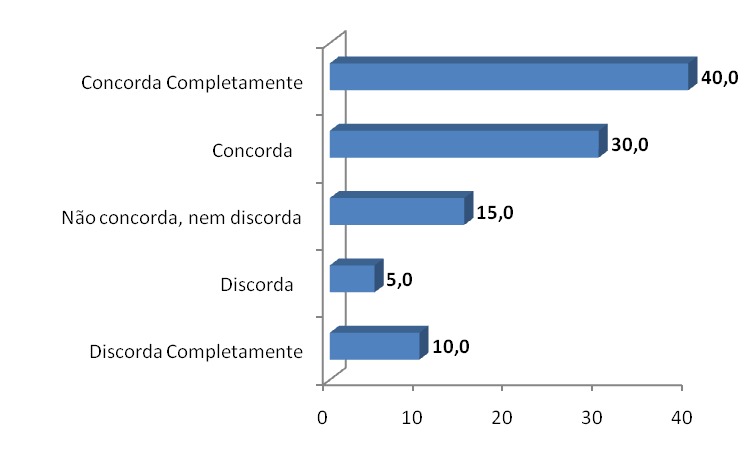 Concorda Completamente 40,0
Concorda 30,0
Não concorda, nem discorda 15,0
Discorda 5,0
Discorda Completamente 10,0
0 10 20 30 40